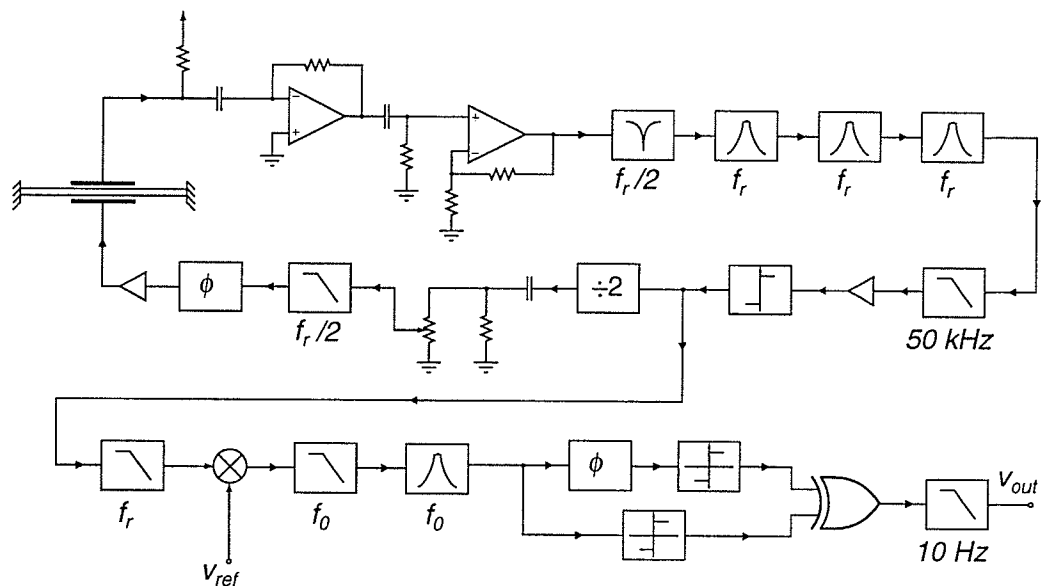 − +
+ −
f_r/2 f_r f_r f_r
ϕ f_r/2 ÷2 50 kHz
f_r f_0 f_0 ϕ v_out
v_ref 10 Hz